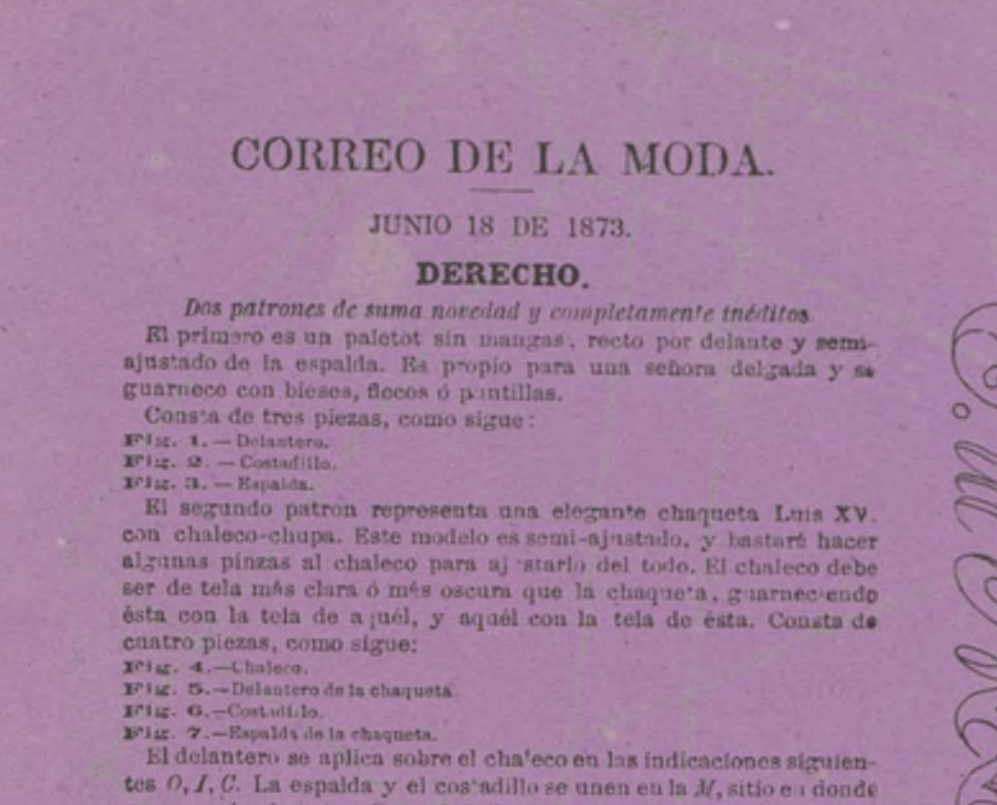 CORREO DE LA MODA.
JUNIO 18 DE 1873.
DERECHO.
Dos patrones de suma novedad y completamente inéditos.
El primero es un paletot sin mangas, recto por delante y semi-
ajustado de la espalda. Es propio para una señora delgada y se
guarnece con bieses, flecos ó puntillas.
Consta de tres piezas, como sigue:
Fig. 1.—Delantero.
Fig. 2.—Costadillo.
Fig. 3.—Espalda.
El segundo patron representa una elegante chaqueta Luis XV.
con chaleco-chupa. Este modelo es semi-ajustado, y bastará hacer
algunas pinzas al chaleco para ajustarlo del todo. El chaleco debe
ser de tela más clara ó más oscura que la chaqueta, guarneciendo
ésta con la tela de aquél, y aquél con la tela de ésta. Consta de
cuatro piezas, como sigue:
Fig. 4.—Chaleco.
Fig. 5.—Delantero de la chaqueta.
Fig. 6.—Costadillo.
Fig. 7.—Espalda de la chaqueta.
El delantero se aplica sobre el chaleco en las indicaciones siguien-
tes O, I, C. La espalda y el costadillo se unen en la M, sitio en donde